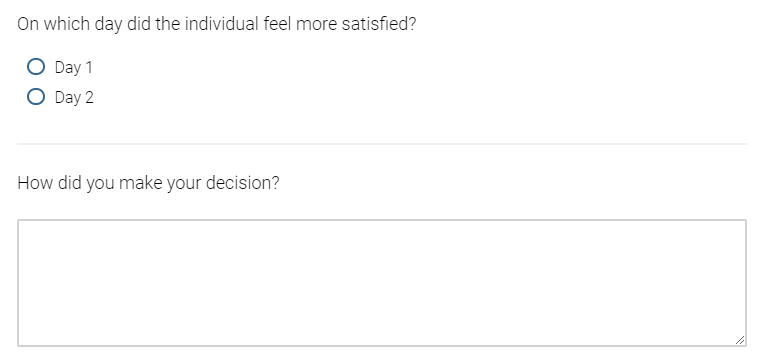 On which day did the individual feel more satisfied?
Day 1
Day 2
How did you make your decision?